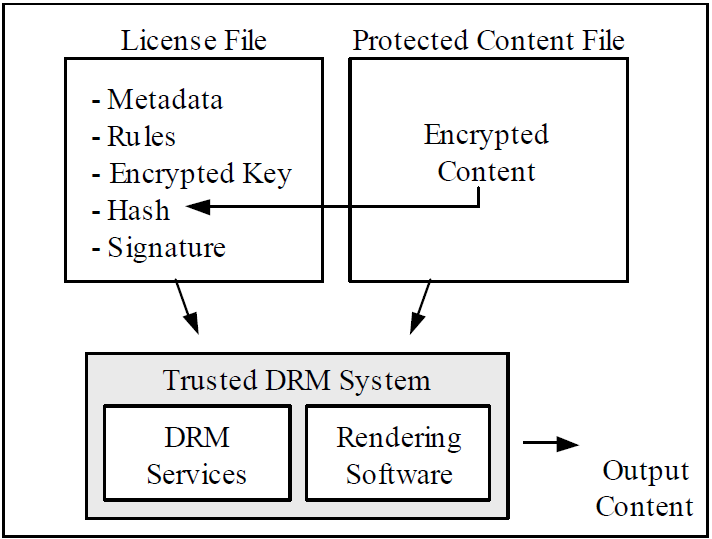 License File
Protected Content File
- Metadata
- Rules
- Encrypted Key
- Hash
- Signature
Encrypted
Content
Trusted DRM System
DRM
Services
Rendering
Software
Output
Content